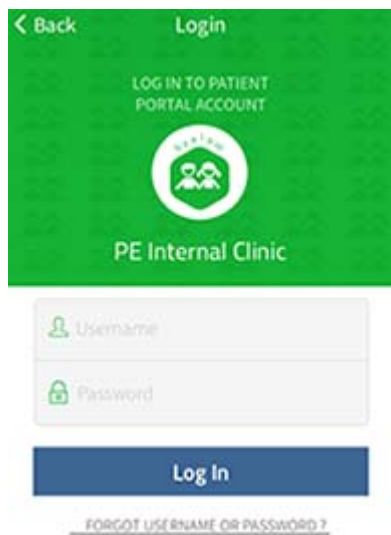 Back
Login
LOG IN TO PATIENT
PORTAL ACCOUNT
healow
PE Internal Clinic
Username
Password
Log In
FORGOT USERNAME OR PASSWORD ?